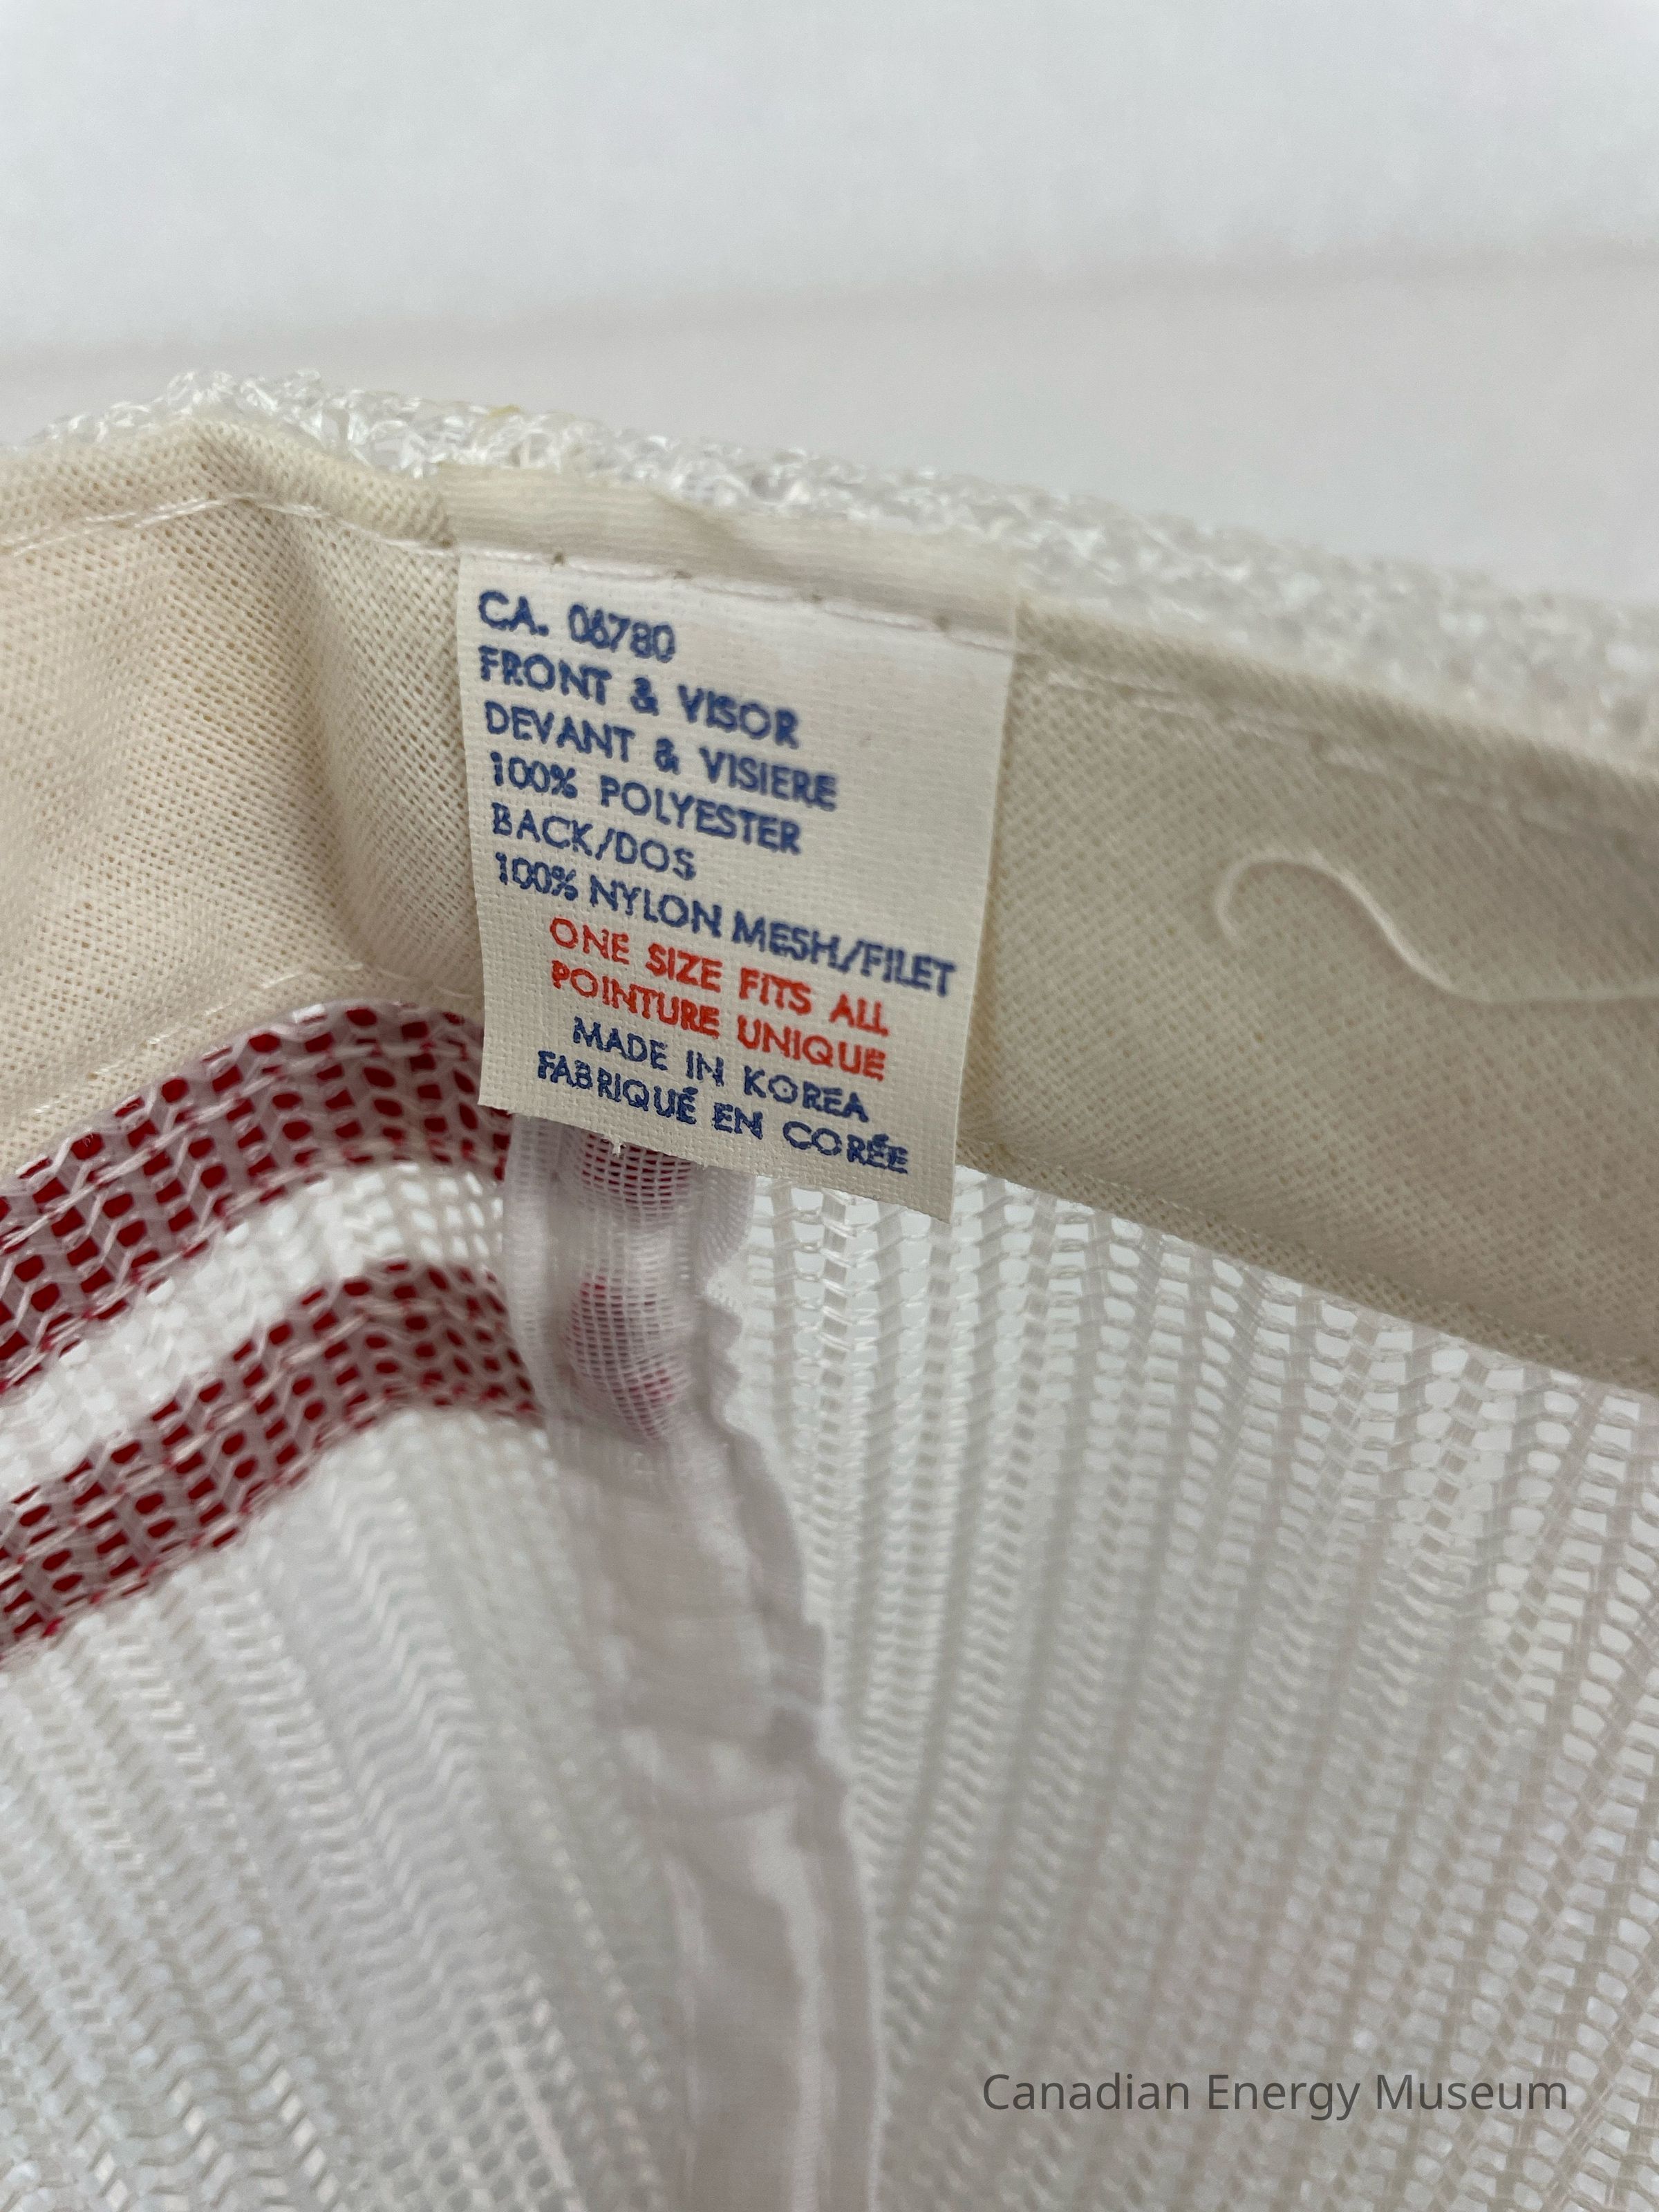 CA. 06780
FRONT & VISOR
DEVANT & VISIERE
100% POLYESTER
BACK/DOS
100% NYLON MESH/FILET
ONE SIZE FITS ALL
POINTURE UNIQUE
MADE IN KOREA
FABRIQUÉ EN CORÉE
Canadian Energy Museum